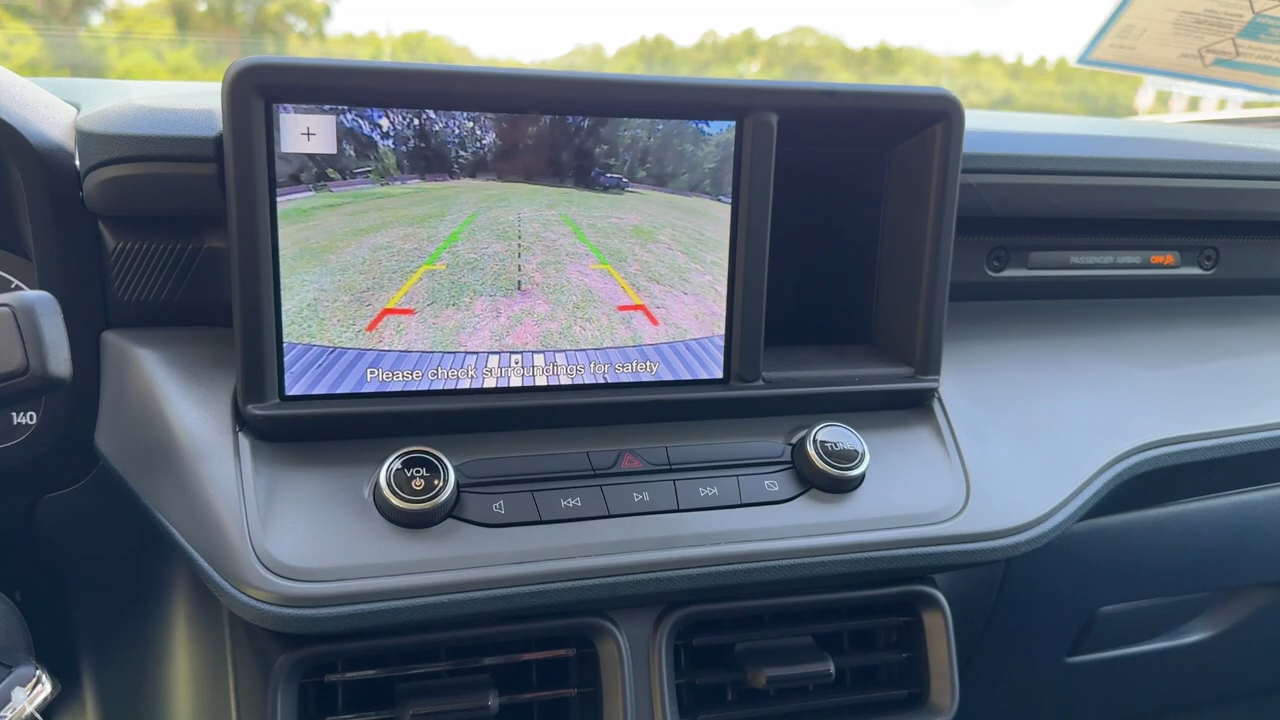 +
Please check surroundings for safety
PASSENGER AIRBAG OFF
VOL
TUNE
140